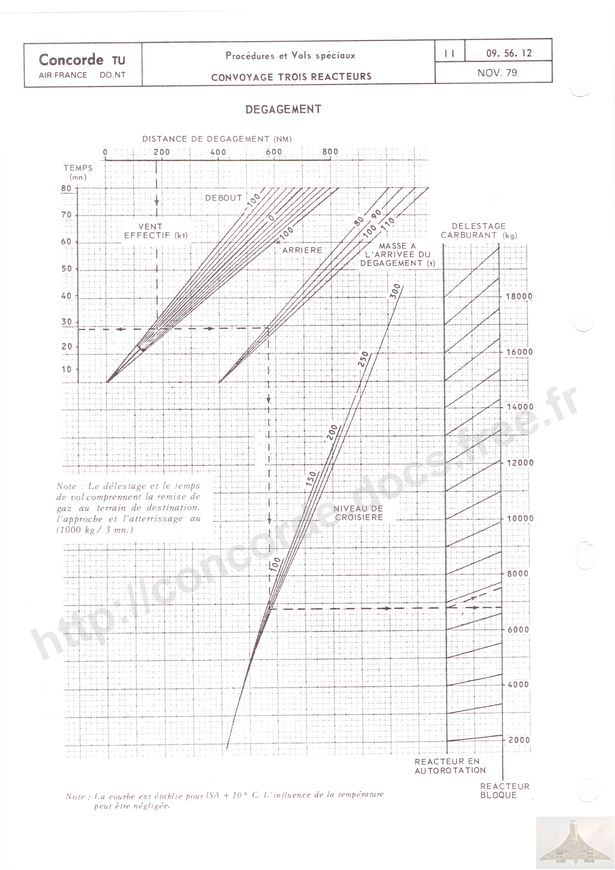 Concorde TU
AIR FRANCE DO.NT
Procédures et Vols spéciaux
CONVOYAGE TROIS REACTEURS
11
09. 56. 12
NOV. 79
DEGAGEMENT
DISTANCE DE DEGAGEMENT (NM)
0 200 400 600 800
TEMPS
(mn)
80
70
60
50
40
30
20
10
DEBOUT
-100
0
100
ARRIERE
VENT
EFFECTIF (kt)
80
90
100
110
MASSE A
L'ARRIVEE DU
DEGAGEMENT (t)
DELESTAGE
CARBURANT (kg)
300
250
200
150
100
NIVEAU DE
CROISIERE
18000
16000
14000
12000
10000
8000
6000
4000
2000
Note : Le délestage et le temps
de vol comprennent la remise de
gaz au terrain de destination,
l'approche et l'atterrissage au
(1000 kg / 3 mn.)
REACTEUR EN
AUTOROTATION
REACTEUR
BLOQUE
Note : La courbe est établie pour ISA + 10° C. L'influence de la température
peut être négligée.
http://concorde-docs.free.fr